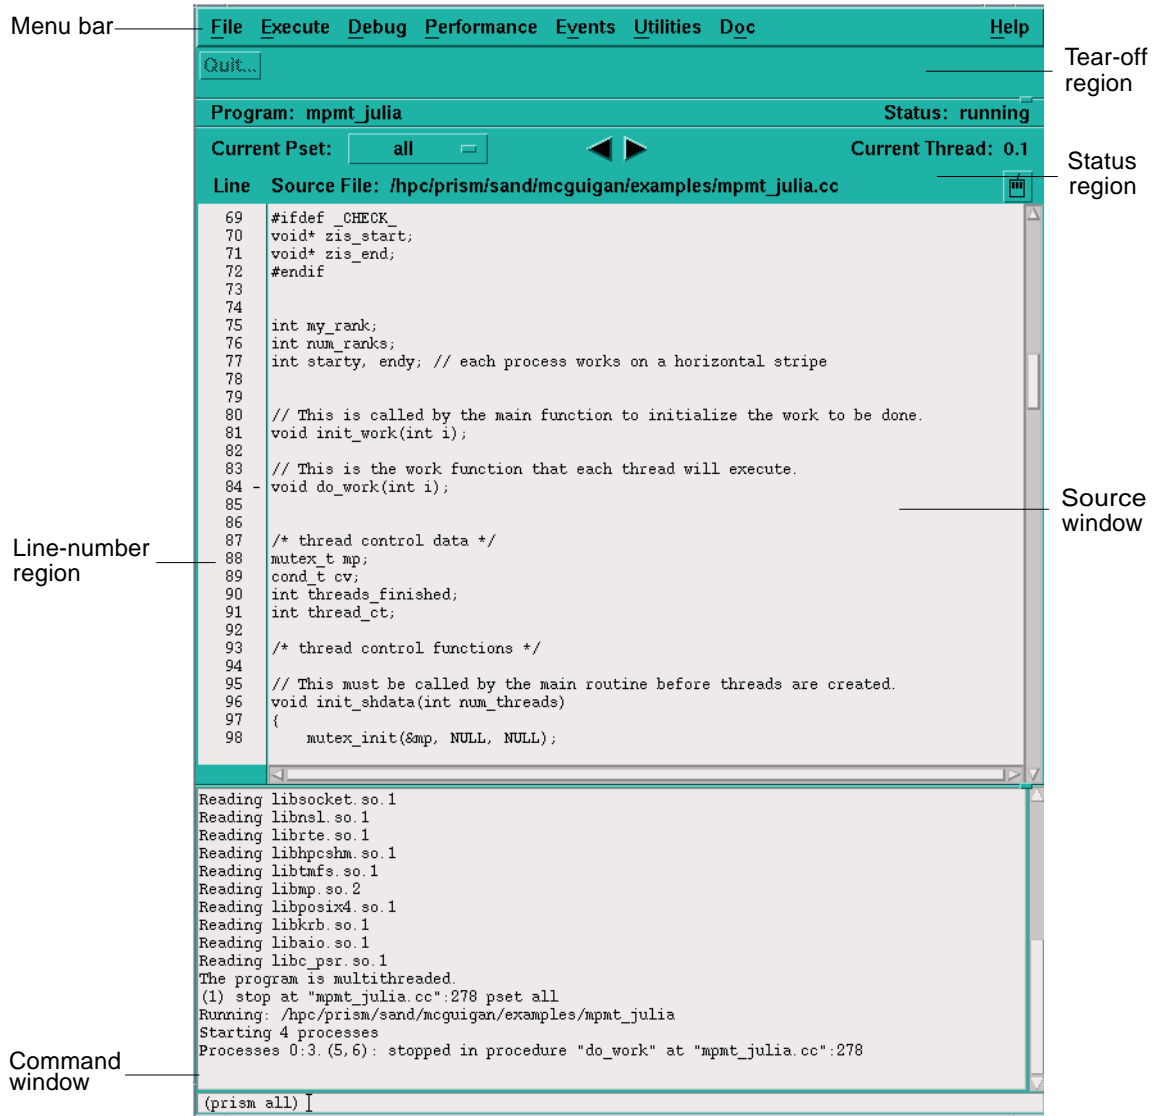 Menu bar
File Execute Debug Performance Events Utilities Doc Help
Quit...
Tear-off
region
Program: mpmt_julia Status: running
Current Pset: all Current Thread: 0.1
Status
region
Line Source File: /hpc/prism/sand/mcguigan/examples/mpmt_julia.cc
69 #ifdef _CHECK_
70 void* zis_start;
71 void* zis_end;
72 #endif
73
74
75 int my_rank;
76 int num_ranks;
77 int starty, endy; // each process works on a horizontal stripe
78
79
80 // This is called by the main function to initialize the work to be done.
81 void init_work(int i);
82
83 // This is the work function that each thread will execute.
84 - void do_work(int i);
85
Source
window
86
87 /* thread control data */
Line-number
region
88 mutex_t mp;
89 cond_t cv;
90 int threads_finished;
91 int thread_ct;
92
93 /* thread control functions */
94
95 // This must be called by the main routine before threads are created.
96 void init_shdata(int num_threads)
97 {
98 mutex_init(&mp, NULL, NULL);
Reading libsocket.so.1
Reading libnsl.so.1
Reading librte.so.1
Reading libhpcshm.so.1
Reading libtmfs.so.1
Reading libmp.so.2
Reading libposix4.so.1
Reading libkrb.so.1
Reading libaio.so.1
Reading libc_psr.so.1
The program is multithreaded.
(1) stop at "mpmt_julia.cc":278 pset all
Running: /hpc/prism/sand/mcguigan/examples/mpmt_julia
Starting 4 processes
Processes 0:3.(5,6): stopped in procedure "do_work" at "mpmt_julia.cc":278
Command
window
(prism all)